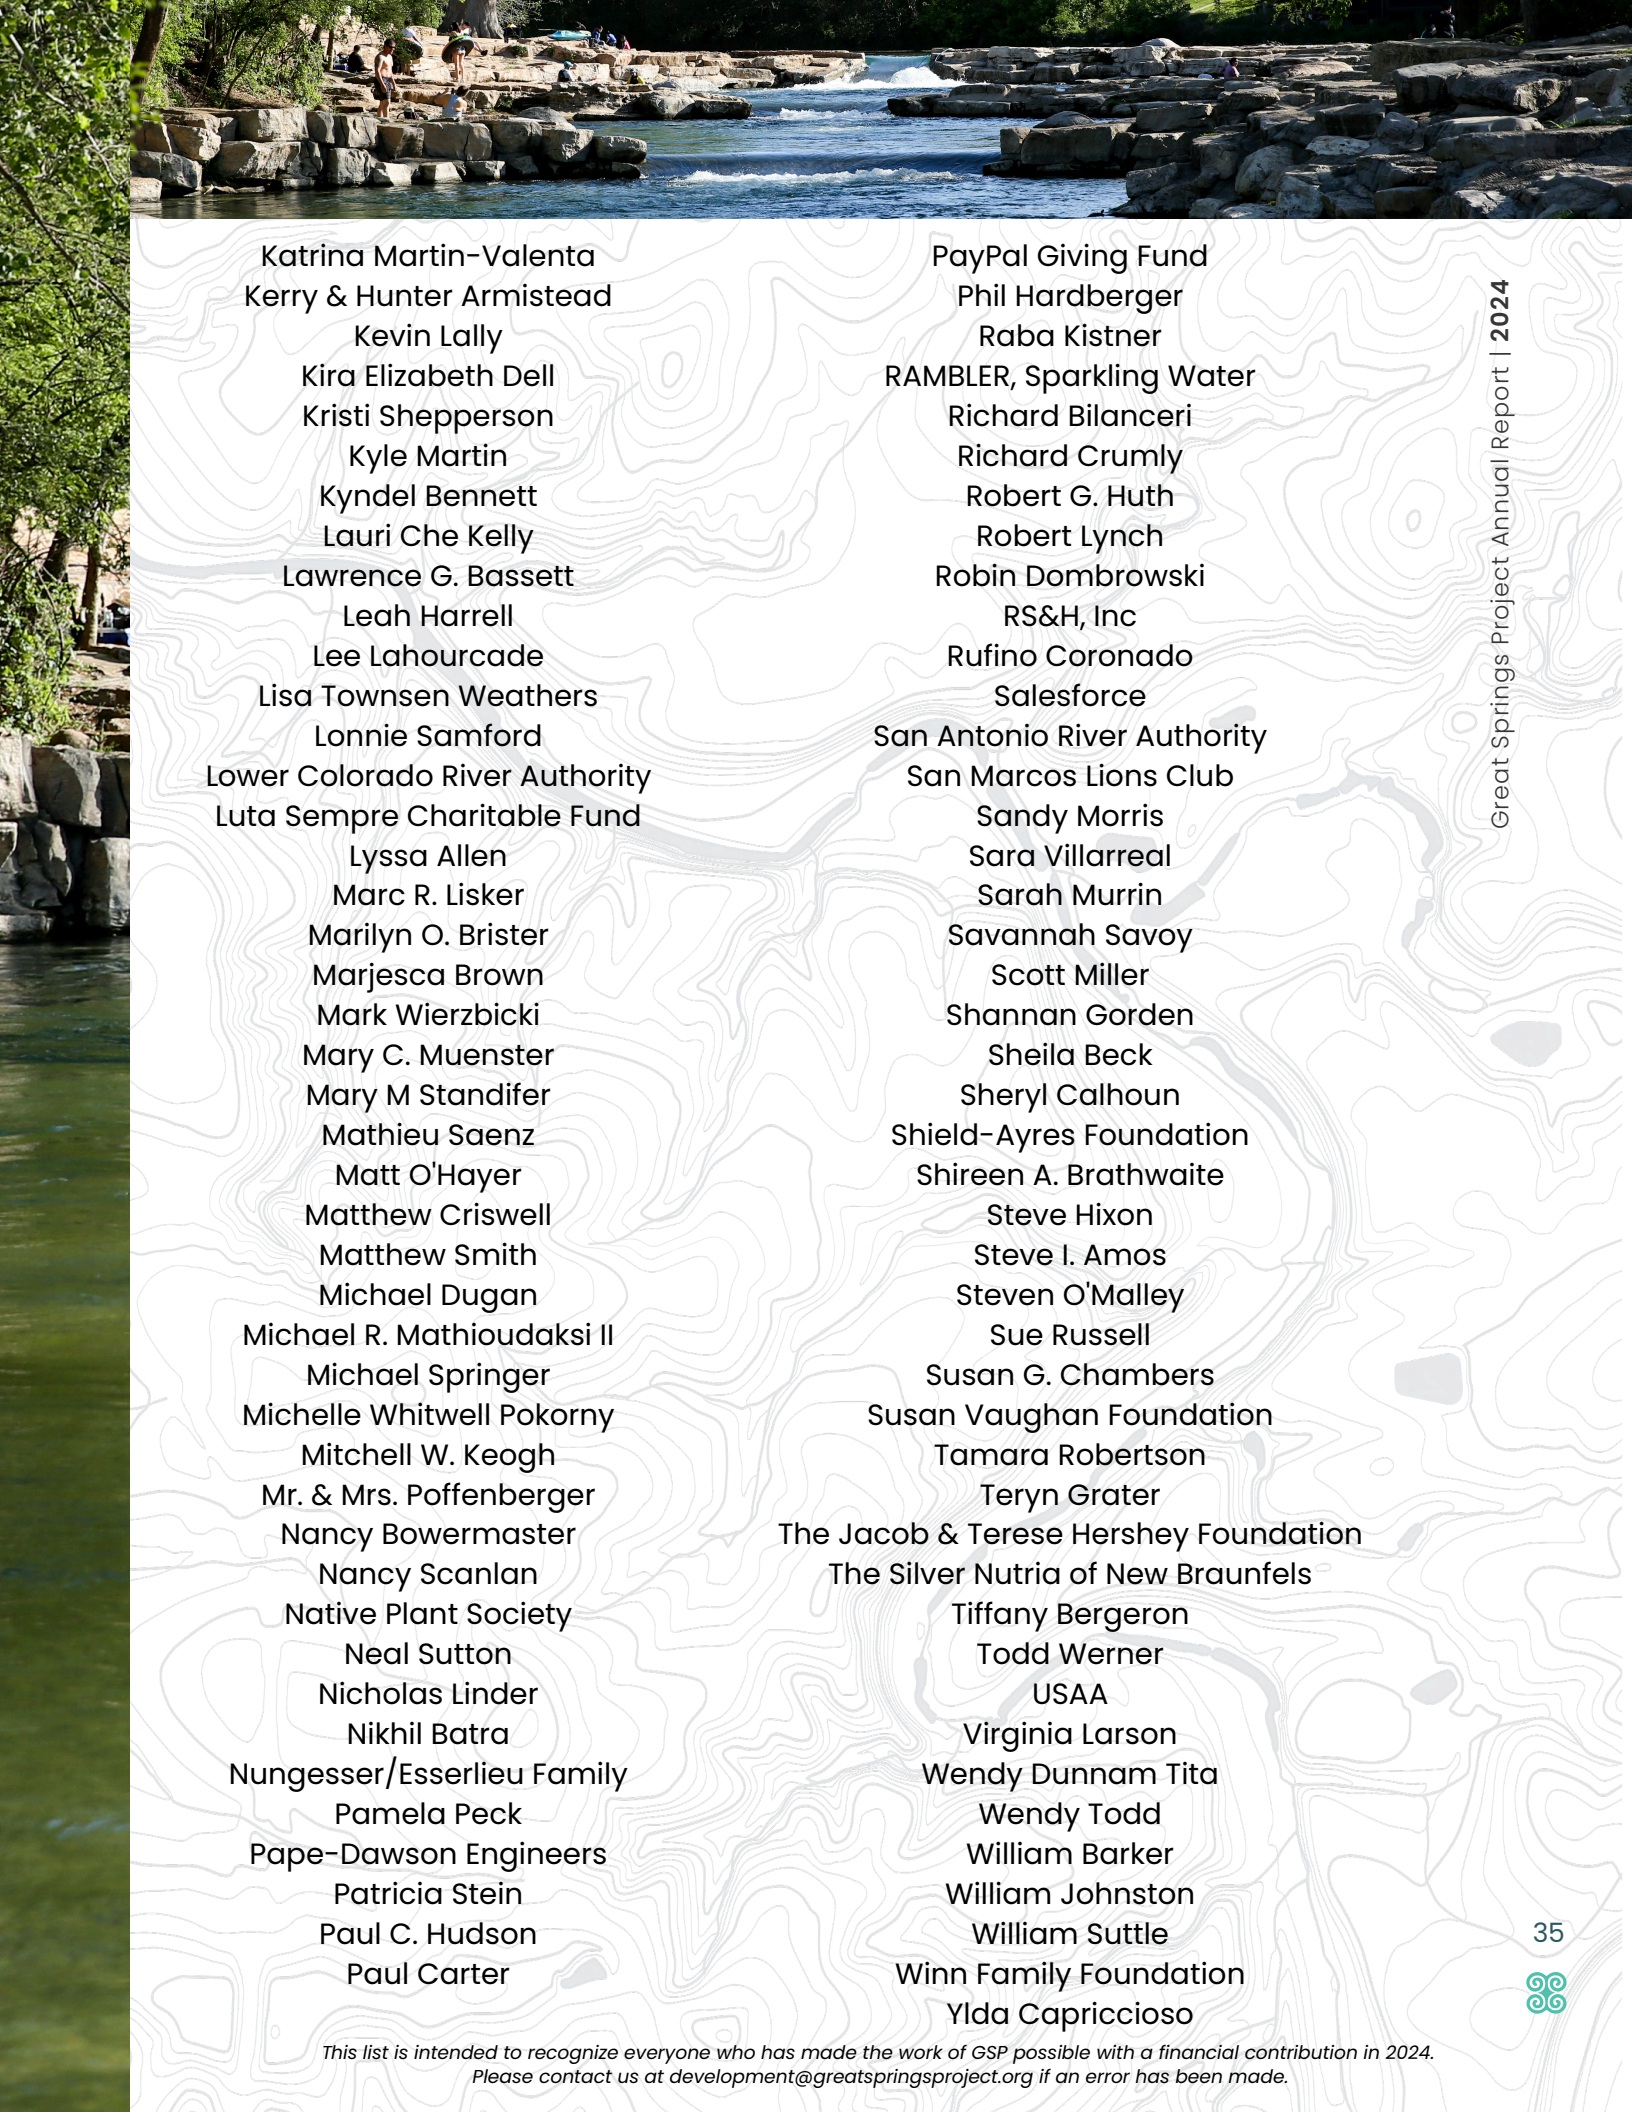 Katrina Martin-Valenta
Kerry & Hunter Armistead
Kevin Lally
Kira Elizabeth Dell
Kristi Shepperson
Kyle Martin
Kyndel Bennett
Lauri Che Kelly
Lawrence G. Bassett
Leah Harrell
Lee Lahourcade
Lisa Townsen Weathers
Lonnie Samford
Lower Colorado River Authority
Luta Sempre Charitable Fund
Lyssa Allen
Marc R. Lisker
Marilyn O. Brister
Marjesca Brown
Mark Wierzbicki
Mary C. Muenster
Mary M Standifer
Mathieu Saenz
Matt O'Hayer
Matthew Criswell
Matthew Smith
Michael Dugan
Michael R. Mathioudaksi II
Michael Springer
Michelle Whitwell Pokorny
Mitchell W. Keogh
Mr. & Mrs. Poffenberger
Nancy Bowermaster
Nancy Scanlan
Native Plant Society
Neal Sutton
Nicholas Linder
Nikhil Batra
Nungesser/Esserlieu Family
Pamela Peck
Pape-Dawson Engineers
Patricia Stein
Paul C. Hudson
Paul Carter
PayPal Giving Fund
Phil Hardberger
Raba Kistner
RAMBLER, Sparkling Water
Richard Bilanceri
Richard Crumly
Robert G. Huth
Robert Lynch
Robin Dombrowski
RS&H, Inc
Rufino Coronado
Salesforce
San Antonio River Authority
San Marcos Lions Club
Sandy Morris
Sara Villarreal
Sarah Murrin
Savannah Savoy
Scott Miller
Shannan Gorden
Sheila Beck
Sheryl Calhoun
Shield-Ayres Foundation
Shireen A. Brathwaite
Steve Hixon
Steve I. Amos
Steven O'Malley
Sue Russell
Susan G. Chambers
Susan Vaughan Foundation
Tamara Robertson
Teryn Grater
The Jacob & Terese Hershey Foundation
The Silver Nutria of New Braunfels
Tiffany Bergeron
Todd Werner
USAA
Virginia Larson
Wendy Dunnam Tita
Wendy Todd
William Barker
William Johnston
William Suttle
Winn Family Foundation
Ylda Capriccioso
This list is intended to recognize everyone who has made the work of GSP possible with a financial contribution in 2024.
Please contact us at development@greatspringsproject.org if an error has been made.
Great Springs Project Annual Report | 2024
35